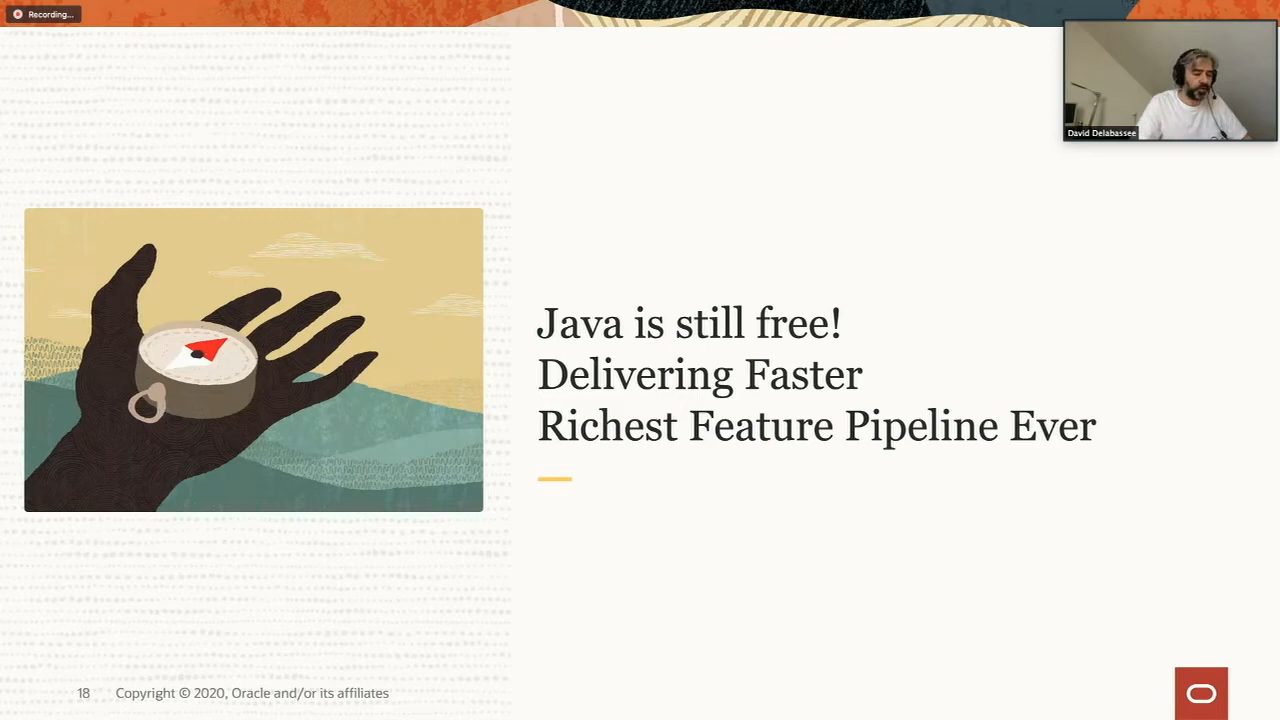 Recording...
David Delabassee
Java is still free!
Delivering Faster
Richest Feature Pipeline Ever
18 Copyright © 2020, Oracle and/or its affiliates